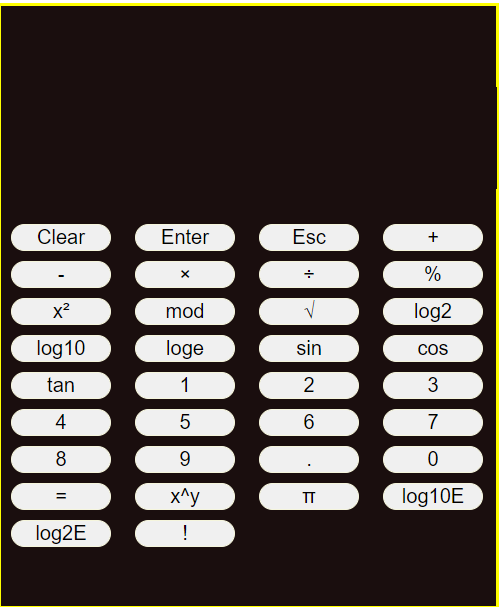 Clear Enter Esc +
- × ÷ %
x² mod √ log2
log10 loge sin cos
tan 1 2 3
4 5 6 7
8 9 . 0
= x^y π log10E
log2E !